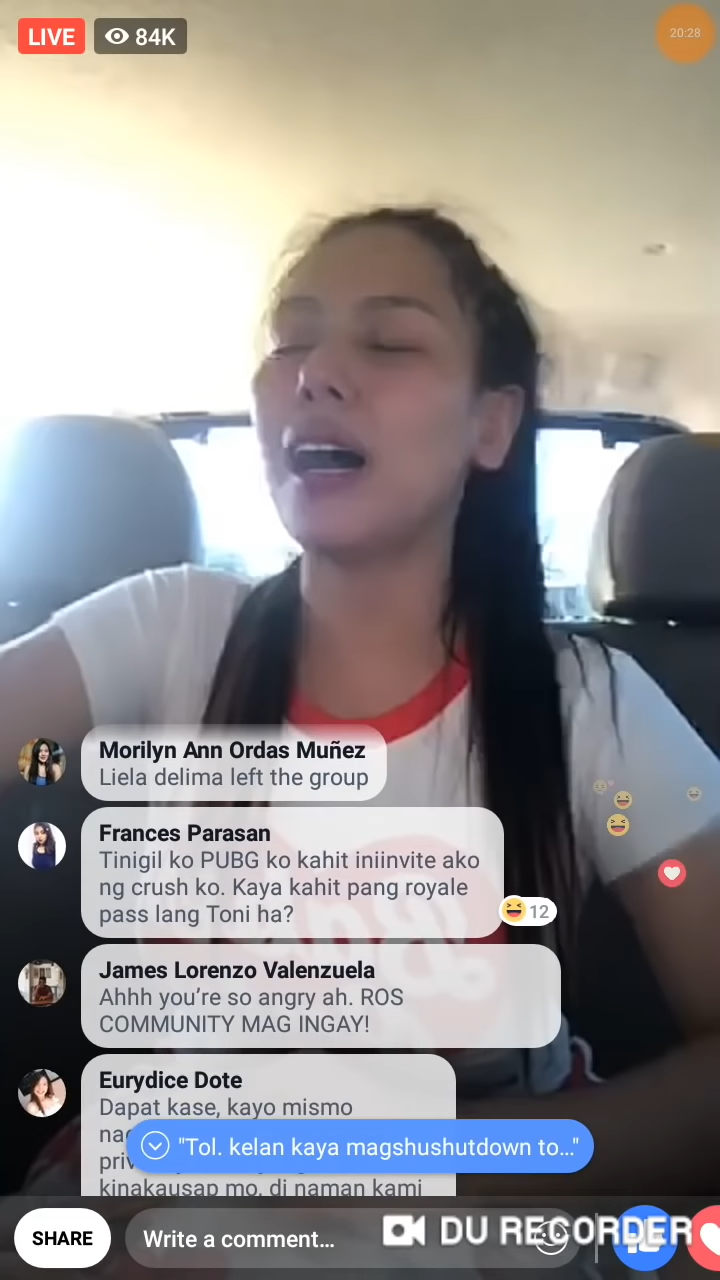 LIVE
84K
20:28
Morilyn Ann Ordas Muñez
Liela delima left the group
Frances Parasan
Tinigil ko PUBG ko kahit iniinvite ako
ng crush ko. Kaya kahit pang royale
pass lang Toni ha?
12
James Lorenzo Valenzuela
Ahhh you’re so angry ah. ROS
COMMUNITY MAG INGAY!
Eurydice Dote
Dapat kase, kayo mismo
"Tol. kelan kaya magshushutdown to…"
kinakausap mo, di naman kami
SHARE
Write a comment…
DU RECORDER